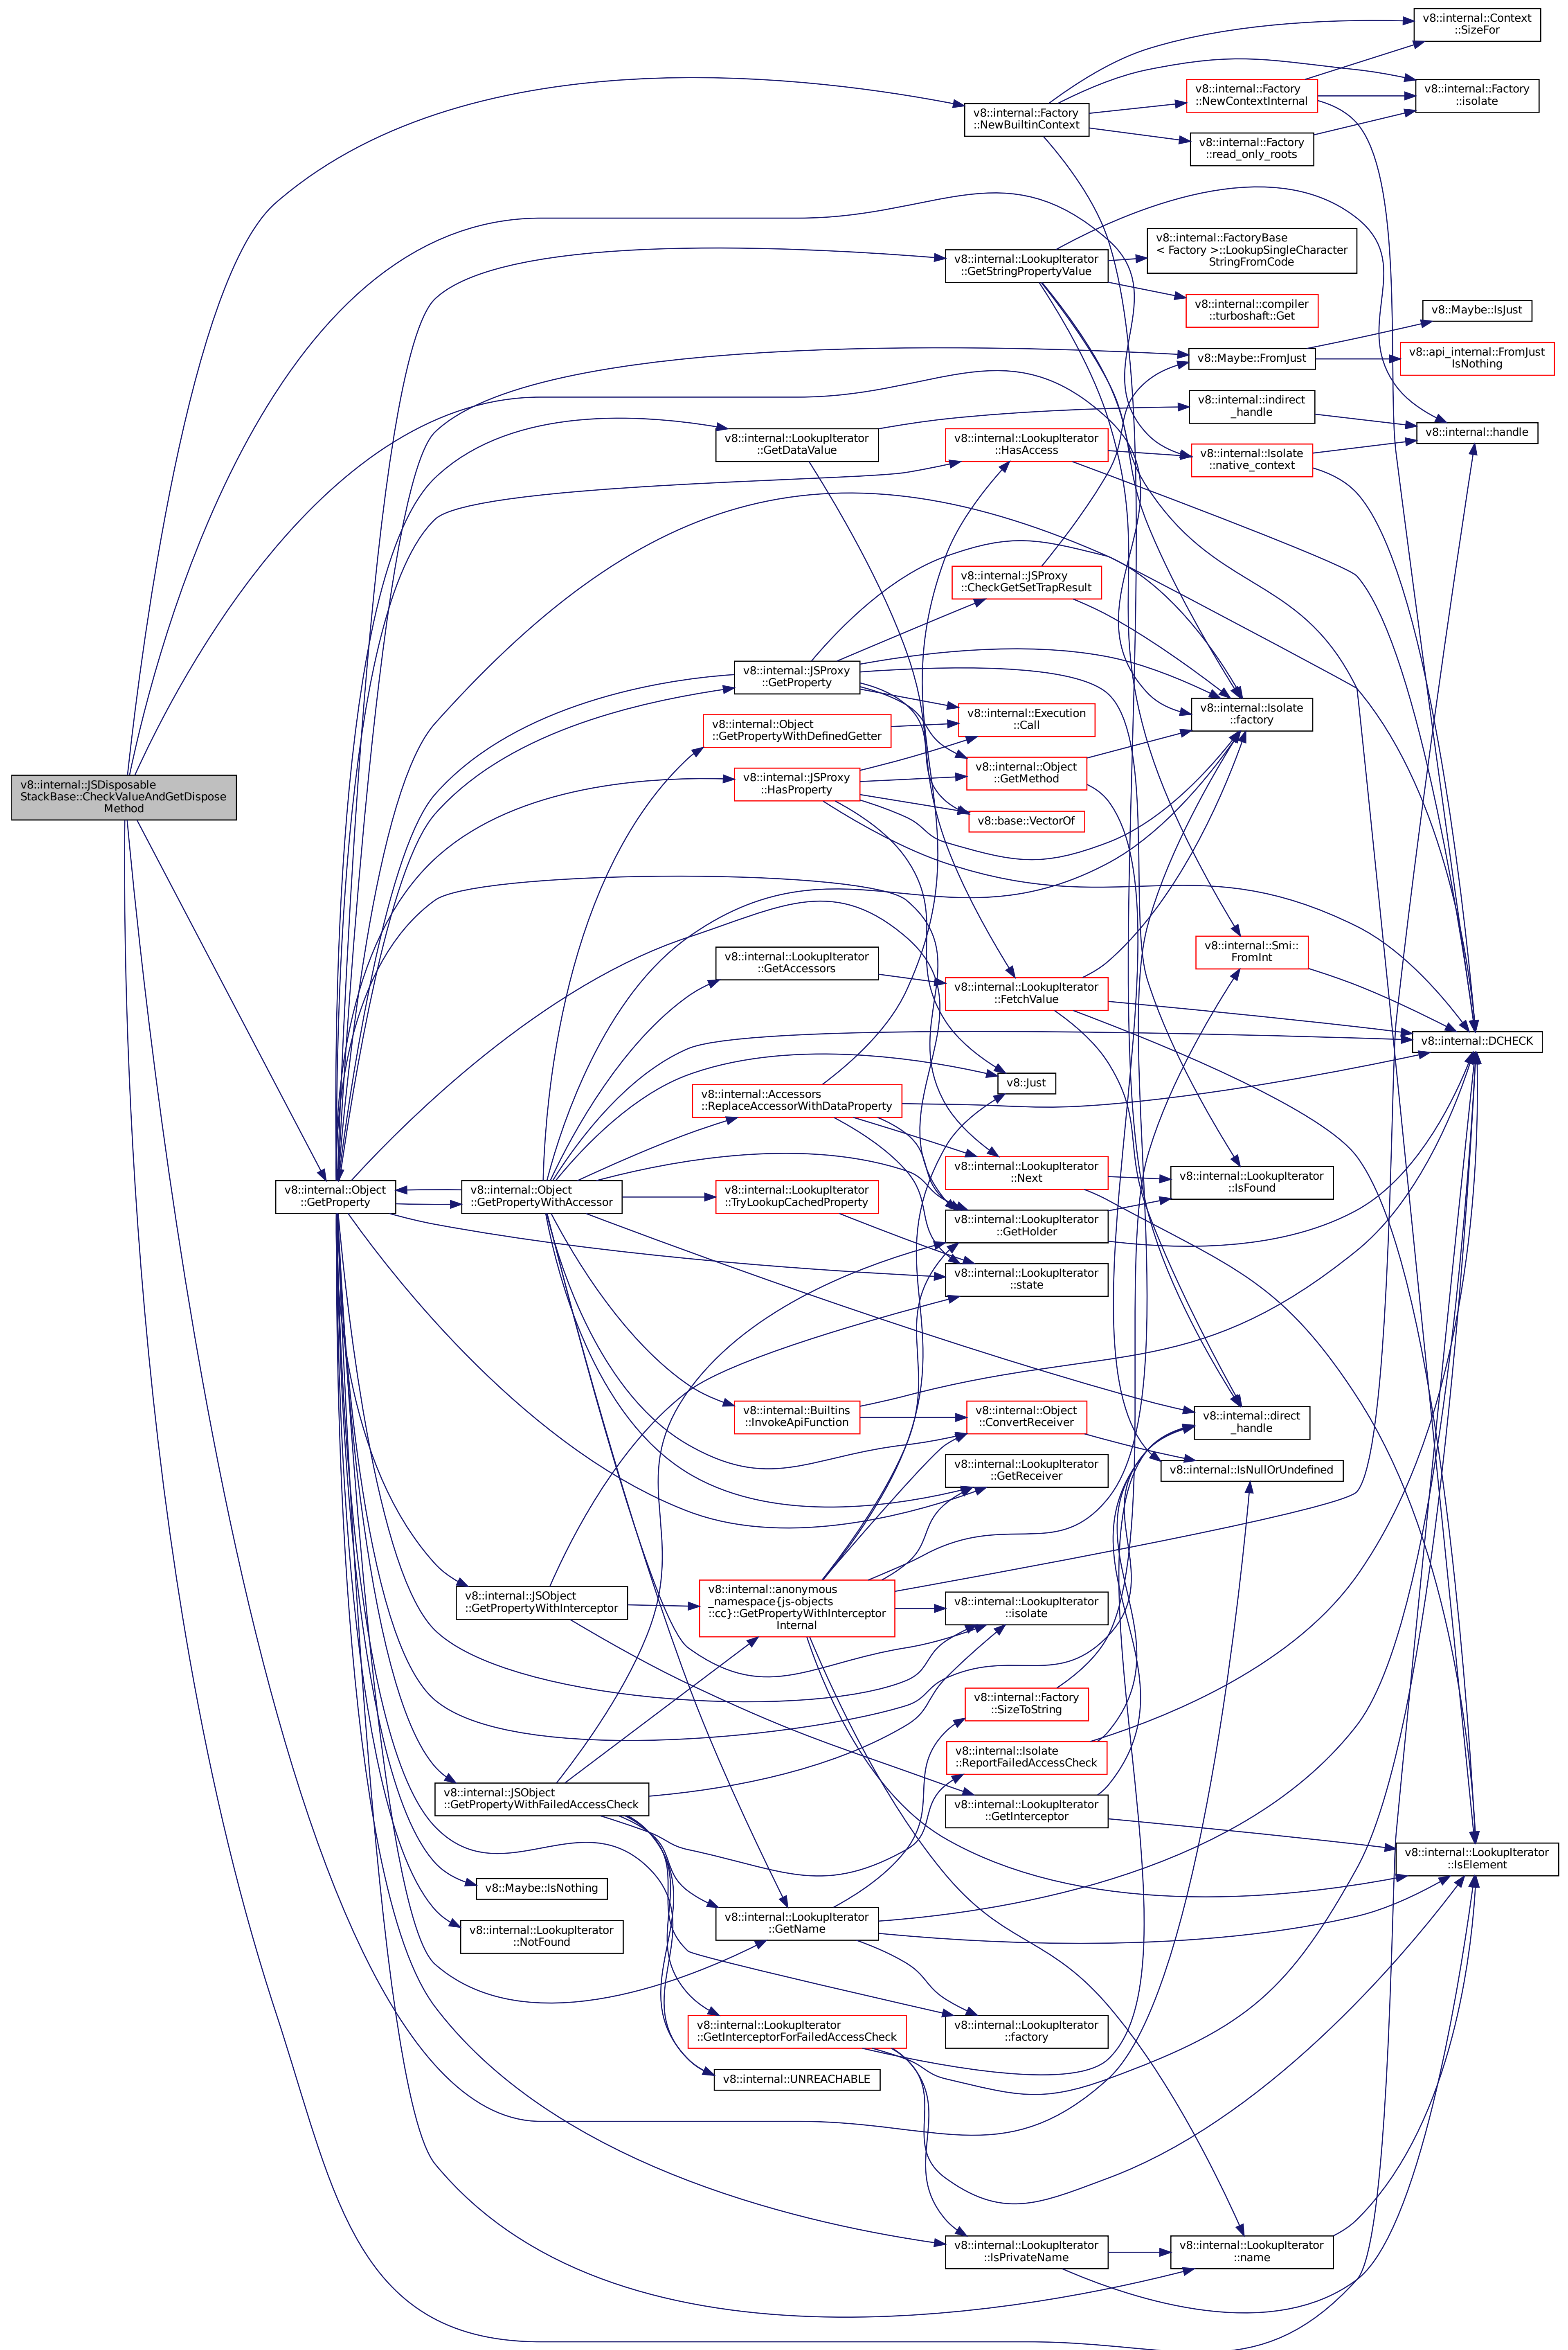 v8::internal::Context
::SizeFor
v8::internal::Factory
::NewContextInternal
v8::internal::Factory
::isolate
v8::internal::Factory
::NewBuiltinContext
v8::internal::Factory
::read_only_roots
v8::internal::FactoryBase
< Factory >::LookupSingleCharacter
StringFromCode
v8::internal::LookupIterator
::GetStringPropertyValue
v8::internal::compiler
::turboshaft::Get
v8::Maybe::IsJust
v8::Maybe::FromJust
v8::api_internal::FromJust
IsNothing
v8::internal::indirect
_handle
v8::internal::handle
v8::internal::LookupIterator
::GetDataValue
v8::internal::LookupIterator
::HasAccess
v8::internal::Isolate
::native_context
v8::internal::JSProxy
::CheckGetSetTrapResult
v8::internal::JSProxy
::GetProperty
v8::internal::Execution
::Call
v8::internal::Isolate
::factory
v8::internal::Object
::GetPropertyWithDefinedGetter
v8::internal::Object
::GetMethod
v8::internal::JSProxy
::HasProperty
v8::internal::JSDisposable
StackBase::CheckValueAndGetDispose
Method
v8::base::VectorOf
v8::internal::Smi::
FromInt
v8::internal::LookupIterator
::GetAccessors
v8::internal::LookupIterator
::FetchValue
v8::internal::DCHECK
v8::Just
v8::internal::Accessors
::ReplaceAccessorWithDataProperty
v8::internal::LookupIterator
::Next
v8::internal::LookupIterator
::IsFound
v8::internal::Object
::GetProperty
v8::internal::Object
::GetPropertyWithAccessor
v8::internal::LookupIterator
::TryLookupCachedProperty
v8::internal::LookupIterator
::GetHolder
v8::internal::LookupIterator
::state
v8::internal::Builtins
::InvokeApiFunction
v8::internal::Object
::ConvertReceiver
v8::internal::direct
_handle
v8::internal::LookupIterator
::GetReceiver
v8::internal::IsNullOrUndefined
v8::internal::JSObject
::GetPropertyWithInterceptor
v8::internal::anonymous
_namespace{js-objects
::cc}::GetPropertyWithInterceptor
Internal
v8::internal::LookupIterator
::isolate
v8::internal::Factory
::SizeToString
v8::internal::Isolate
::ReportFailedAccessCheck
v8::internal::JSObject
::GetPropertyWithFailedAccessCheck
v8::internal::LookupIterator
::GetInterceptor
v8::internal::LookupIterator
::IsElement
v8::Maybe::IsNothing
v8::internal::LookupIterator
::NotFound
v8::internal::LookupIterator
::GetName
v8::internal::LookupIterator
::GetInterceptorForFailedAccessCheck
v8::internal::LookupIterator
::factory
v8::internal::UNREACHABLE
v8::internal::LookupIterator
::IsPrivateName
v8::internal::LookupIterator
::name